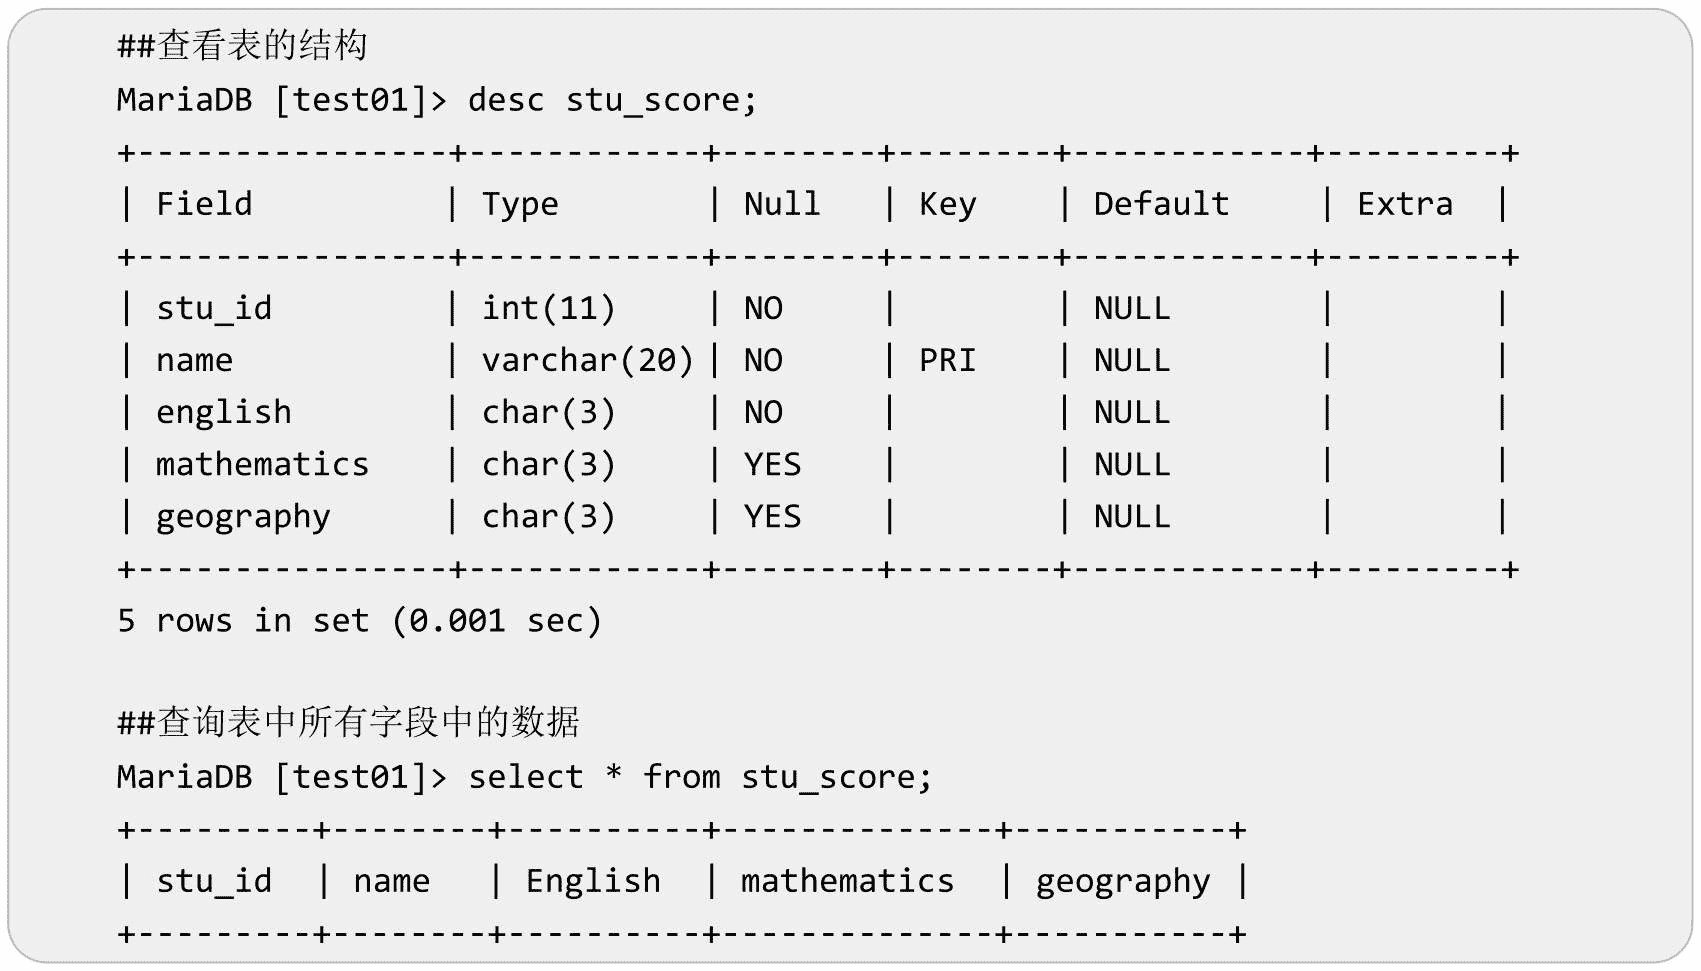 ##查看表的结构
MariaDB [test01]> desc stu_score;
+----------------+------------+--------+--------+------------+---------+
| Field          | Type       | Null   | Key    | Default    | Extra  |
+----------------+------------+--------+--------+------------+---------+
| stu_id         | int(11)    | NO     |        | NULL       |        |
| name           | varchar(20)| NO     | PRI    | NULL       |        |
| english        | char(3)    | NO     |        | NULL       |        |
| mathematics    | char(3)    | YES    |        | NULL       |        |
| geography      | char(3)    | YES    |        | NULL       |        |
+----------------+------------+--------+--------+------------+---------+
5 rows in set (0.001 sec)
##查询表中所有字段中的数据
MariaDB [test01]> select * from stu_score;
+---------+--------+----------+--------------+-----------+
| stu_id  | name   | English  | mathematics  | geography |
+---------+--------+----------+--------------+-----------+